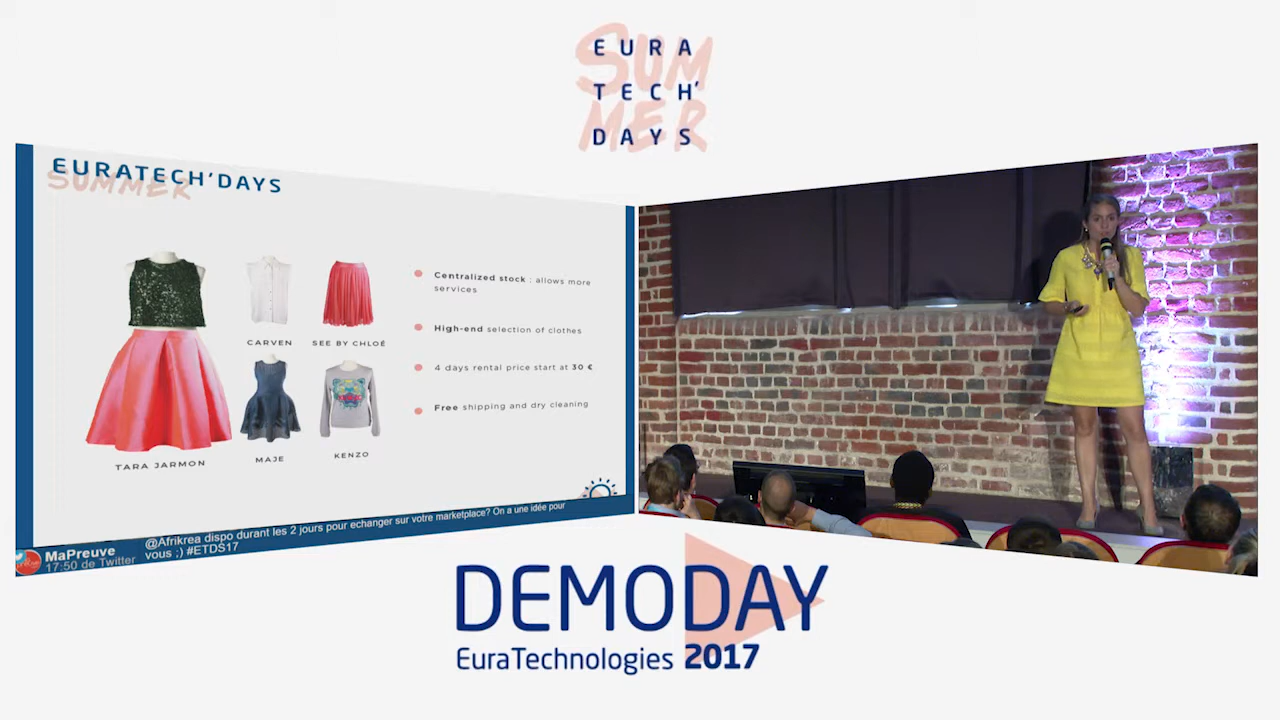 EURA
TECH'
DAYS
SUMMER
EURATECH'DAYS
SUMMER
Centralized stock : allows more
services
High-end selection of clothes
4 days rental price start at 30 €
Free shipping and dry cleaning
CARVEN
SEE BY CHLOÉ
TARA JARMON
MAJE
KENZO
MaPreuve
17:50 de Twitter
@Afrikrea dispo durant les 2 jours pour echanger sur votre marketplace? On a une idée pour
vous ;) #ETDS17
DEMODAY
EuraTechnologies 2017